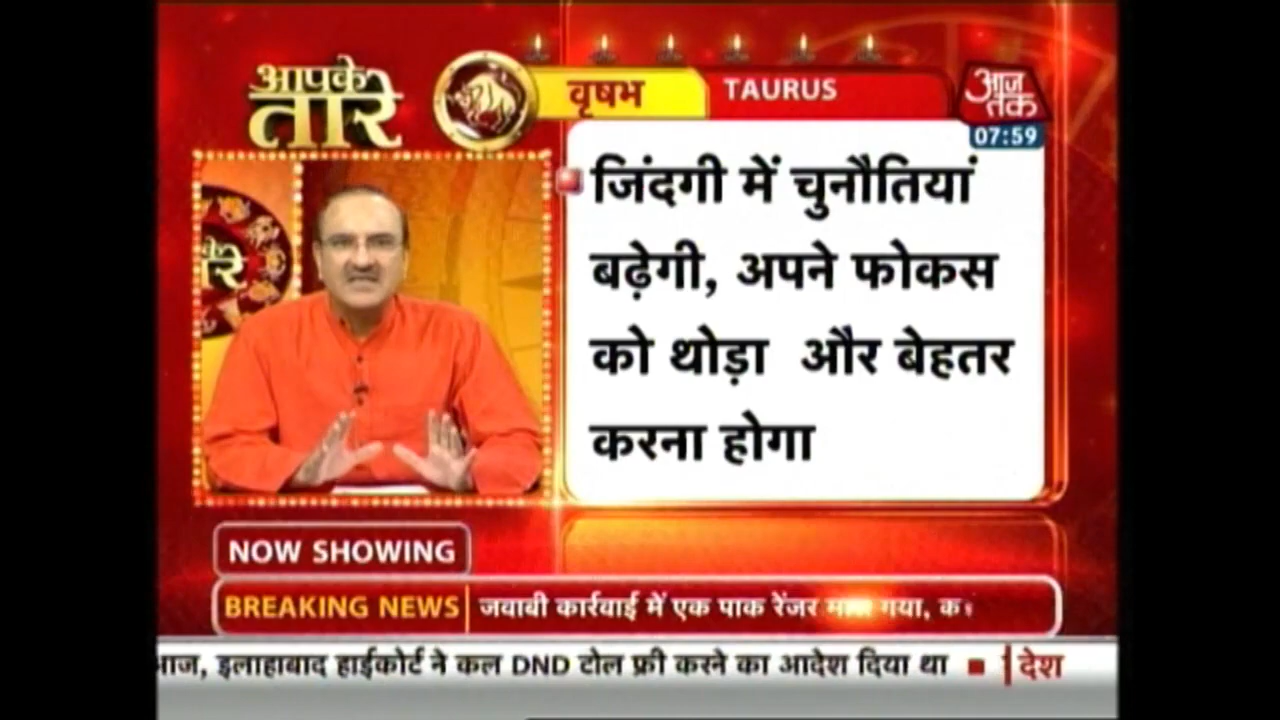 आपके
तारे
वृषभ
TAURUS
आज
तक
07:59
जिंदगी में चुनौतियां
बढ़ेगी, अपने फोकस
को थोड़ा और बेहतर
करना होगा
NOW SHOWING
BREAKING NEWS
जवाबी कार्रवाई में एक पाक रेंजर गया,
इलाहाबाद हाईकोर्ट ने कल DND टोल फ्री करने का आदेश दिया था
देश